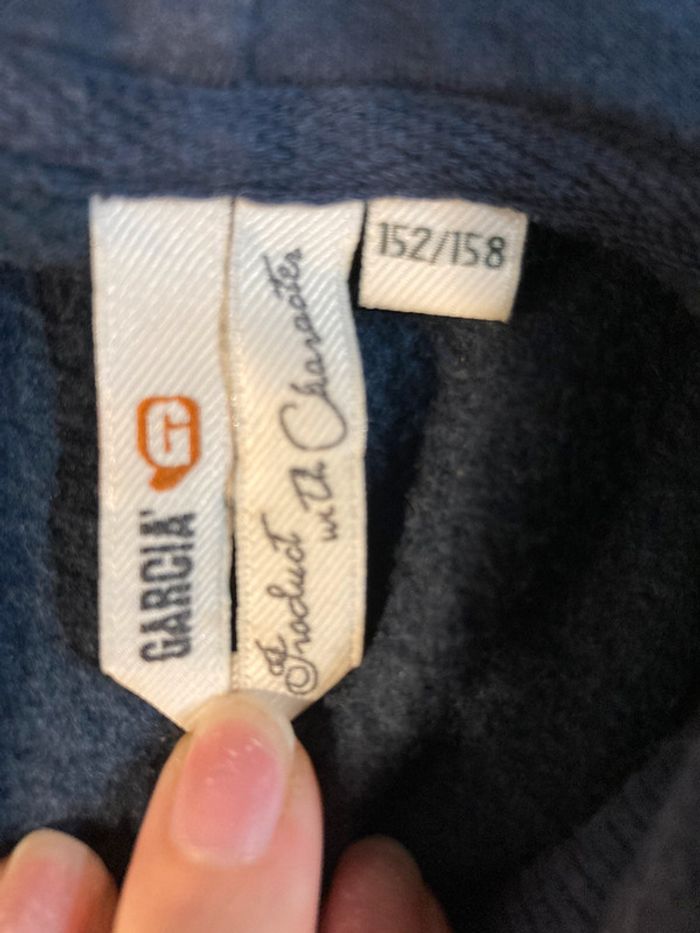 GARCIA'
G
a Product
with Character
152/158